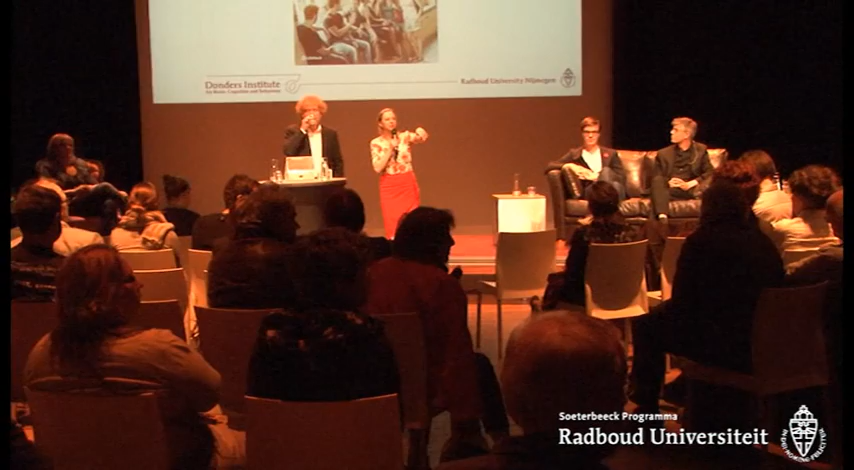 Donders Institute
for Brain, Cognition and Behaviour
Radboud University Nijmegen
Soeterbeeck Programma
Radboud Universiteit